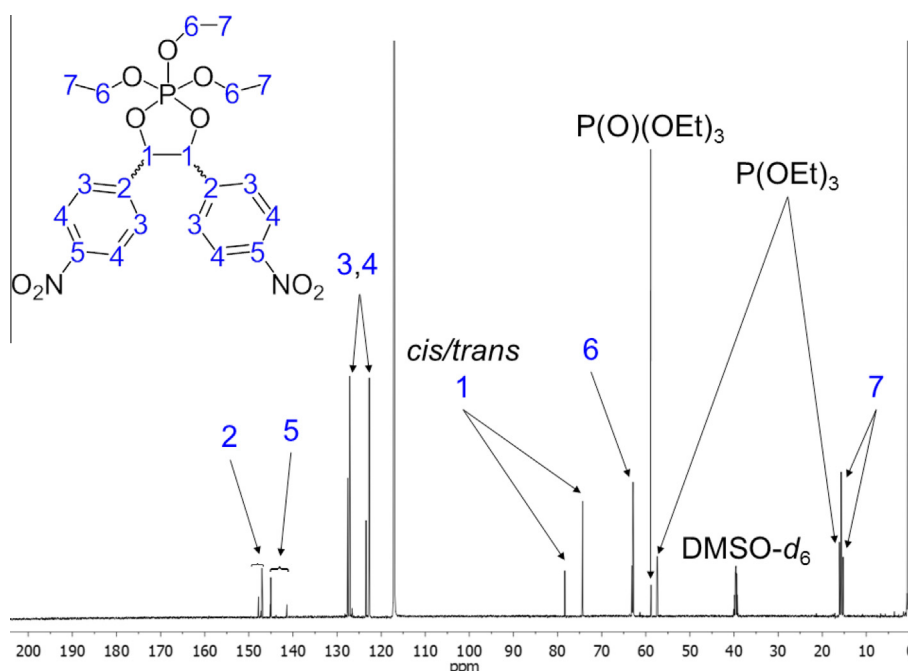 6 7
O
7 O O 7
6 P 6
O O
1 1
3 2 2 3
4 3 3 4
5 4 4 5
O₂N NO₂
P(O)(OEt)₃
P(OEt)₃
3,4
cis/trans
1
6
7
2 5
DMSO-d₆
200 190 180 170 160 150 140 130 120 110 100 90 80 70 60 50 40 30 20 10 0
ppm